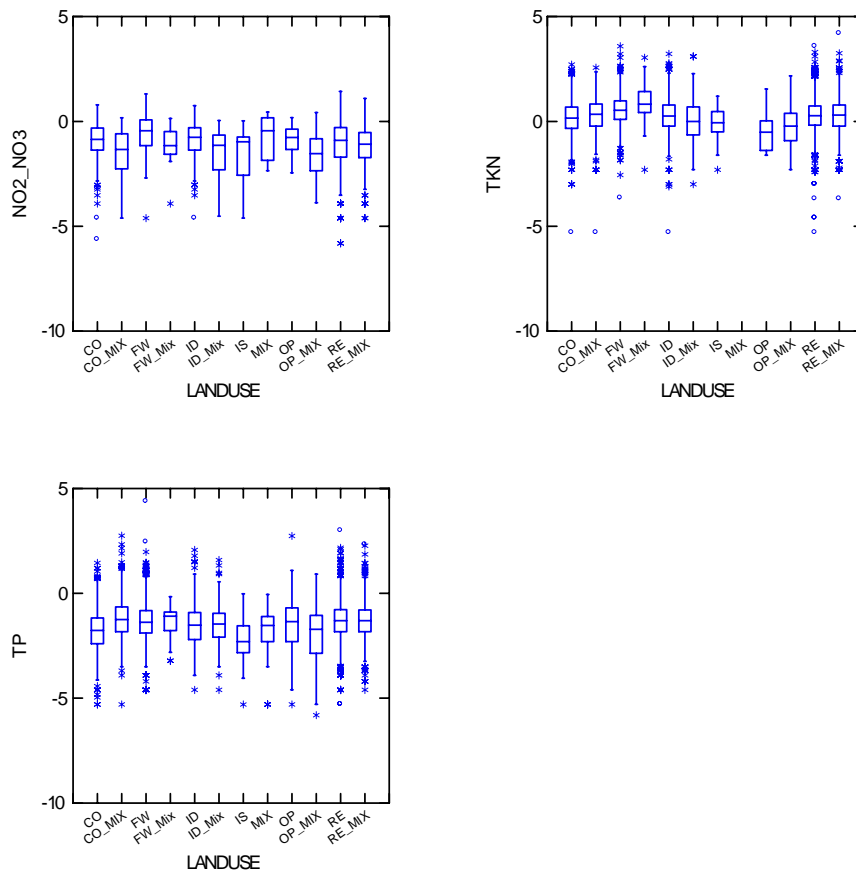 5
0
-5
-10
NO2_NO3
CO
CO_MIX
FW
FW_Mix
ID
ID_Mix
IS
MIX
OP
OP_MIX
RE
RE_MIX
LANDUSE
5
0
-5
-10
TKN
CO
CO_MIX
FW
FW_Mix
ID
ID_Mix
IS
MIX
OP
OP_MIX
RE
RE_MIX
LANDUSE
5
0
-5
-10
TP
CO
CO_MIX
FW
FW_Mix
ID
ID_Mix
IS
MIX
OP
OP_MIX
RE
RE_MIX
LANDUSE